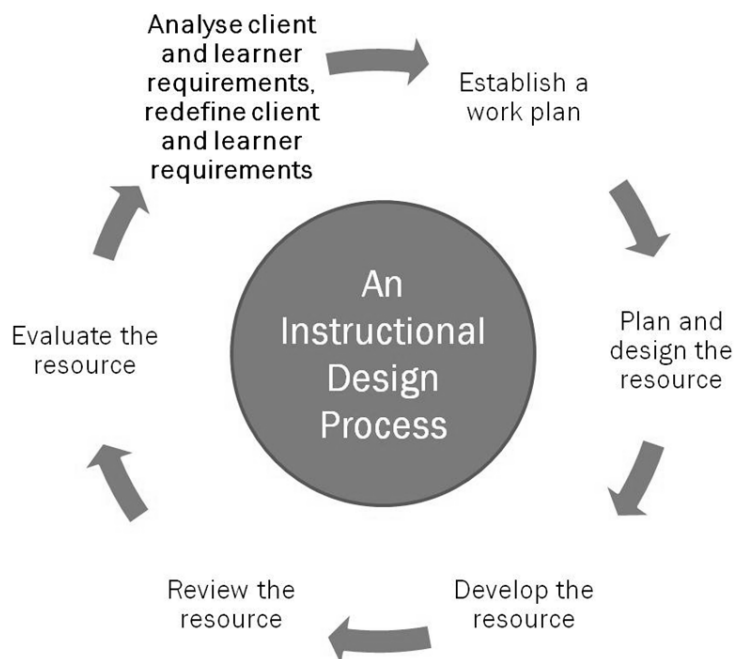 Analyse client
and learner
requirements,
redefine client
and learner
requirements
Establish a
work plan
Plan and
design the
resource
Develop the
resource
Review the
resource
Evaluate the
resource
An
Instructional
Design
Process